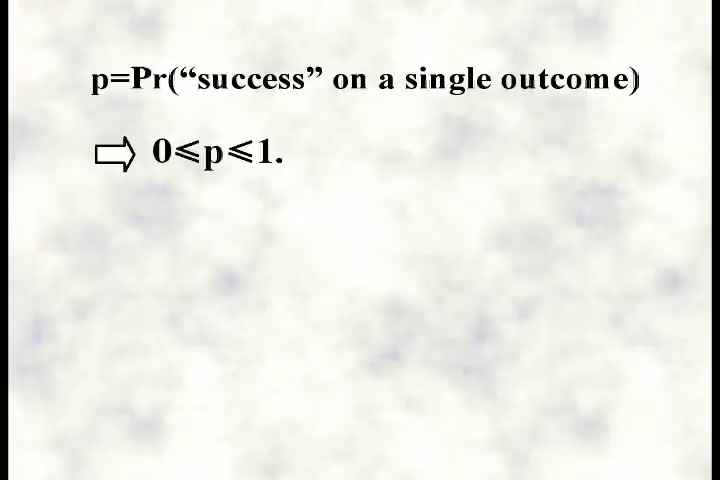 p=Pr(“success” on a single outcome)
⇨ 0⩽p⩽1.